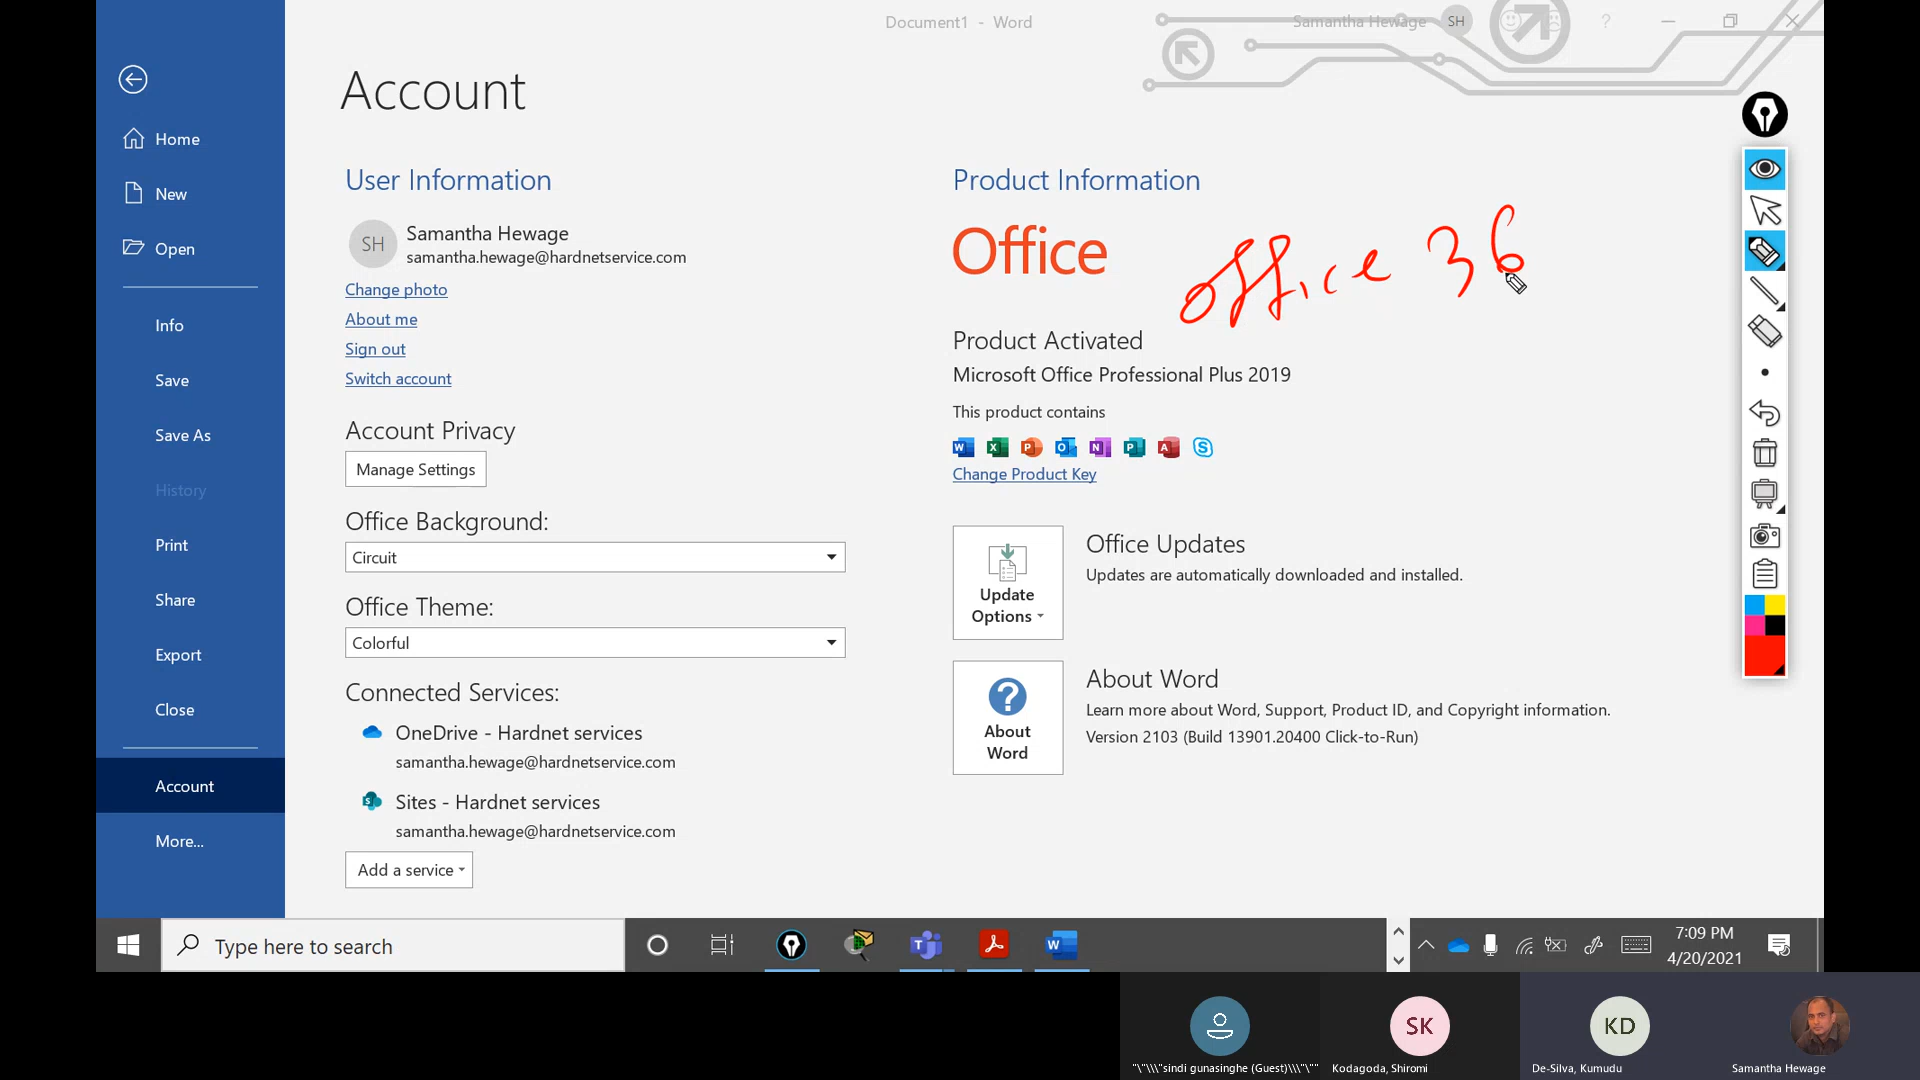 Document1 - Word
Samantha Hewage SH
?
Account
Home
New
Open
Info
Save
Save As
History
Print
Share
Export
Close
Account
More...
User Information
SH
Samantha Hewage
samantha.hewage@hardnetservice.com
Change photo
About me
Sign out
Switch account
Account Privacy
Manage Settings
Office Background:
Circuit
Office Theme:
Colorful
Connected Services:
OneDrive - Hardnet services
samantha.hewage@hardnetservice.com
S
Sites - Hardnet services
samantha.hewage@hardnetservice.com
Add a service
Product Information
Office
office 36
Product Activated
Microsoft Office Professional Plus 2019
This product contains
W X P O N P A S
Change Product Key
Update
Options
Office Updates
Updates are automatically downloaded and installed.
?
About
Word
About Word
Learn more about Word, Support, Product ID, and Copyright information.
Version 2103 (Build 13901.20400 Click-to-Run)
Type here to search
T
W
7:09 PM
4/20/2021
SK
KD
"\"\\\"sindi gunasinghe (Guest)\\\"\""
Kodagoda, Shiromi
De-Silva, Kumudu
Samantha Hewage